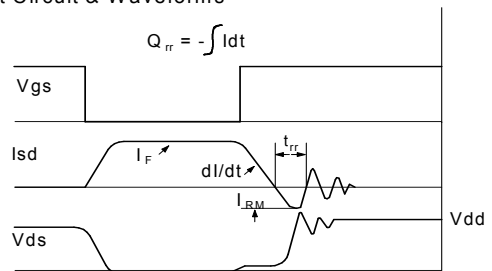 t Circuit & Waveforms
Q rr = - ∫ Idt
Vgs
Isd
I F
dI/dt
t rr
I RM
Vdd
Vds